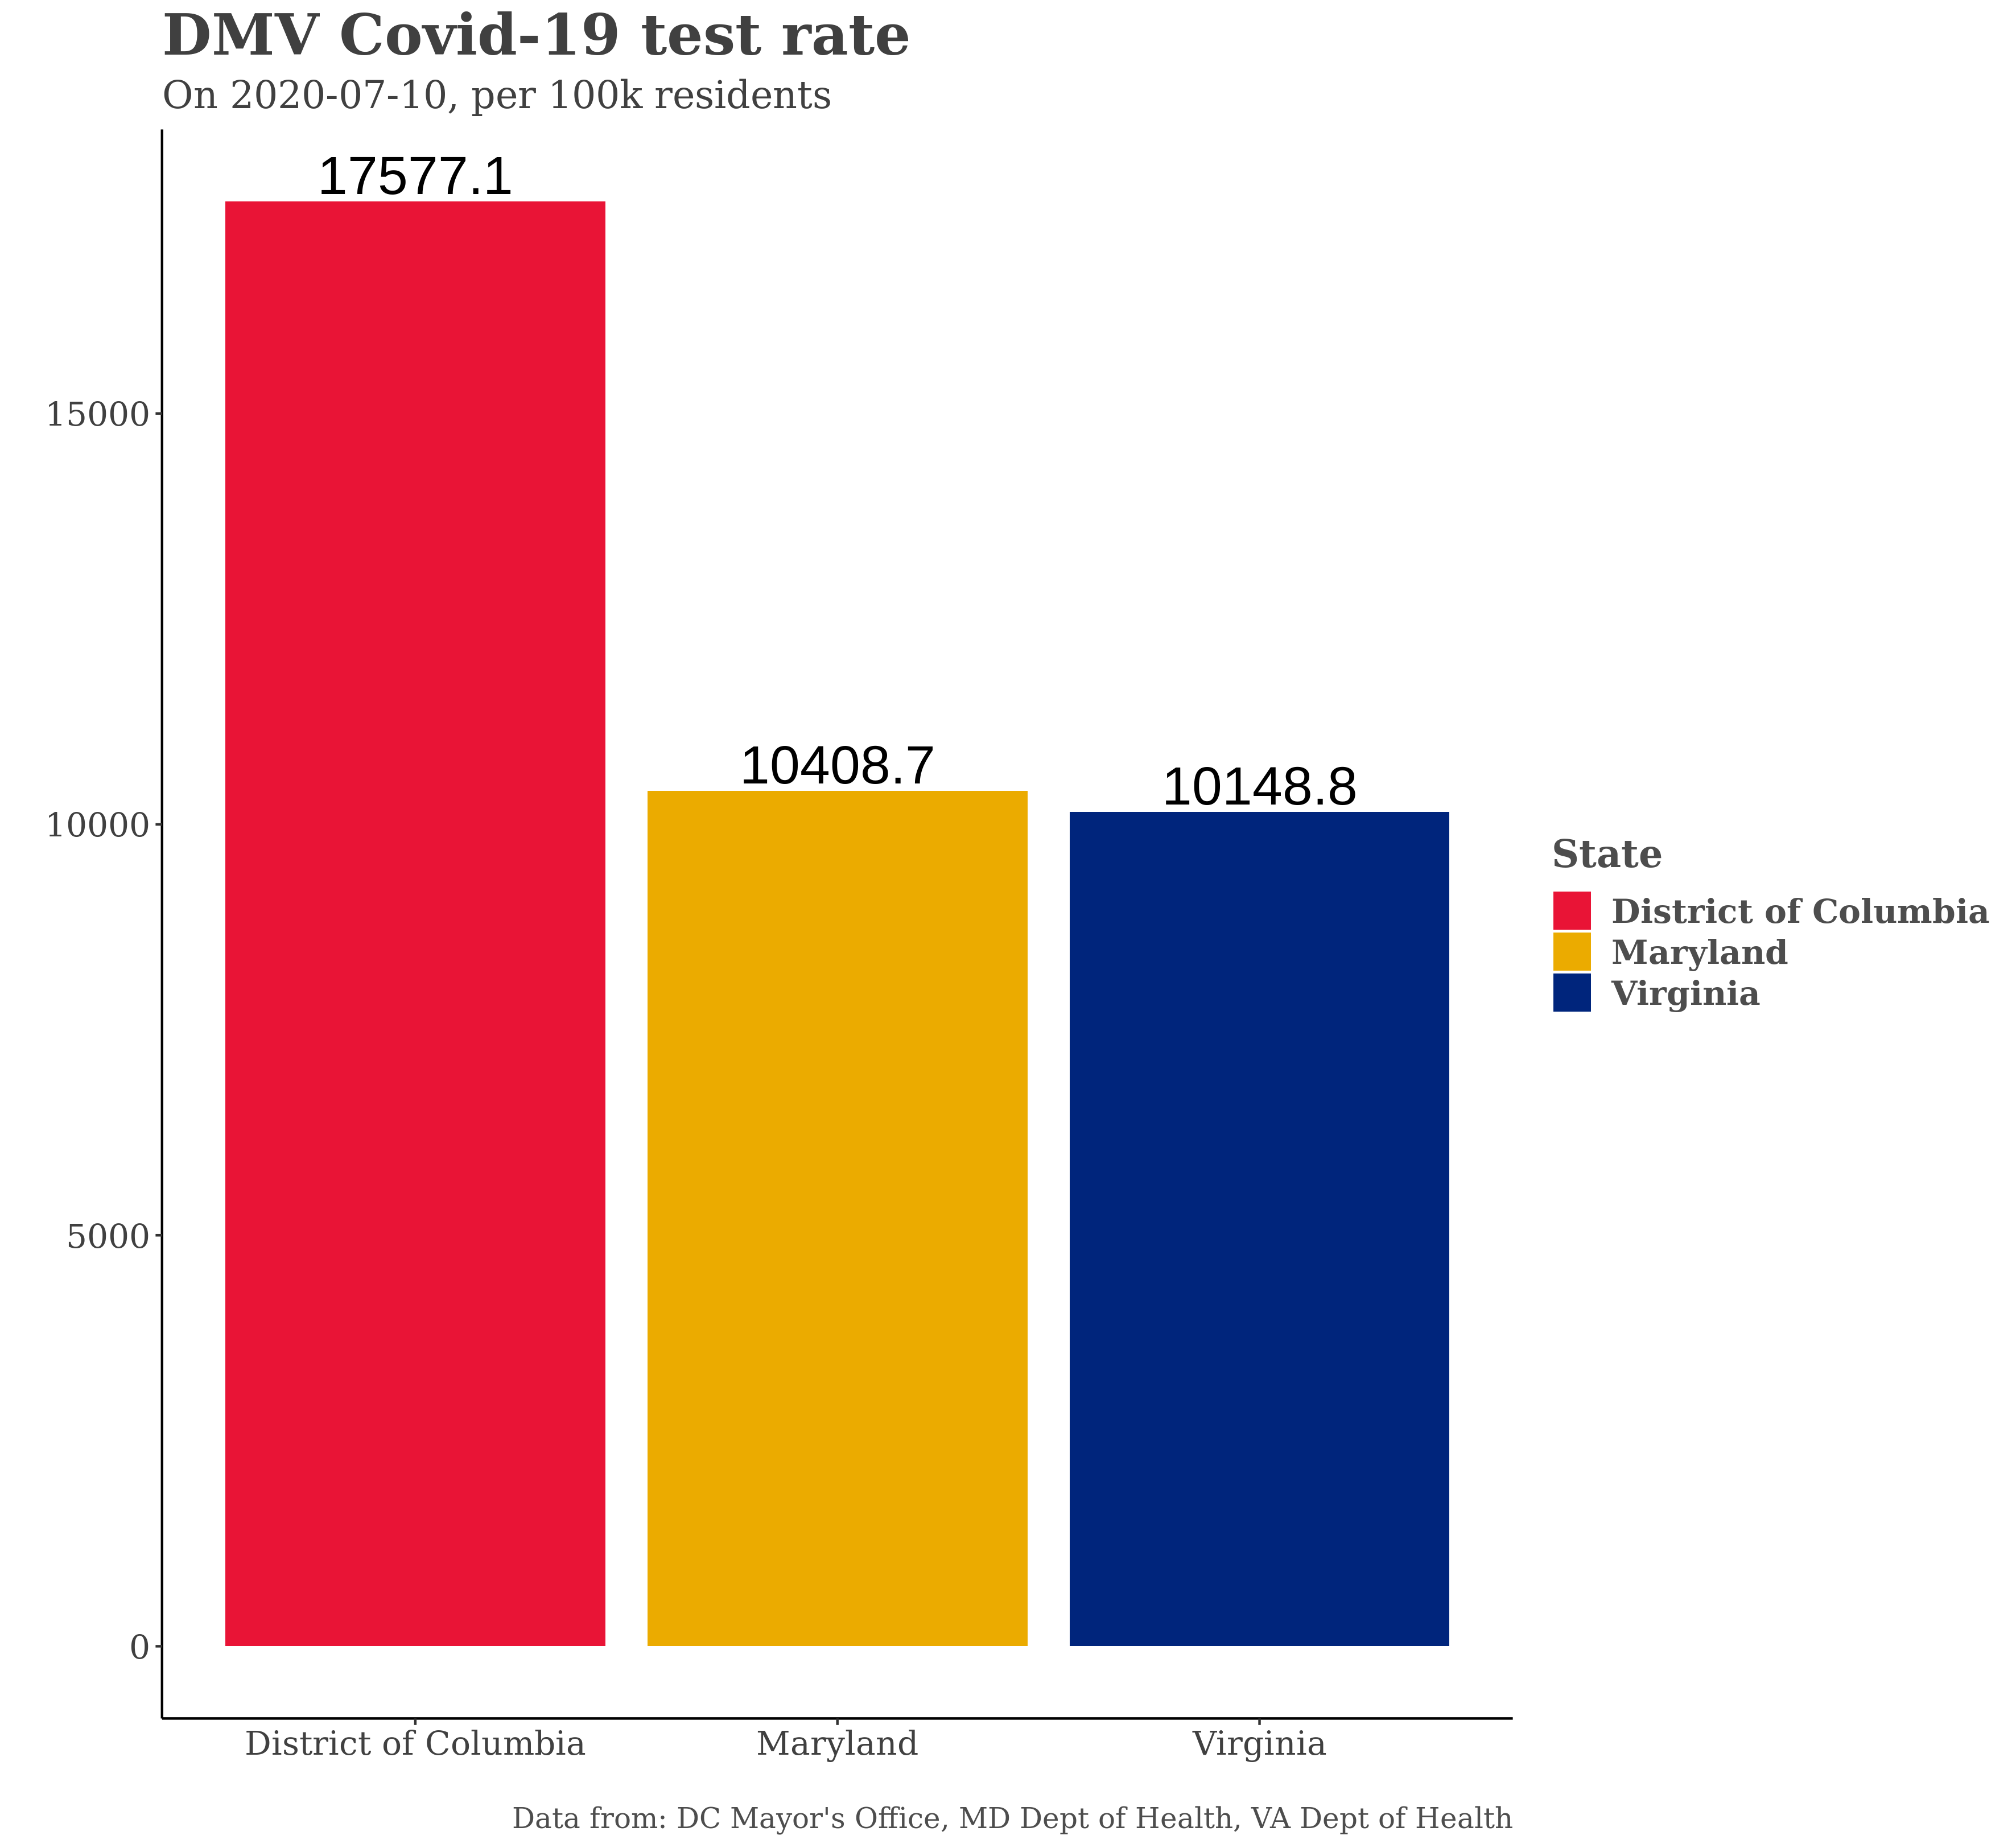 DMV Covid-19 test rate
On 2020-07-10, per 100k residents
17577.1
15000
10408.7
10148.8
10000
State
District of Columbia
Maryland
Virginia
5000
0
District of Columbia
Maryland
Virginia
Data from: DC Mayor's Office, MD Dept of Health, VA Dept of Health